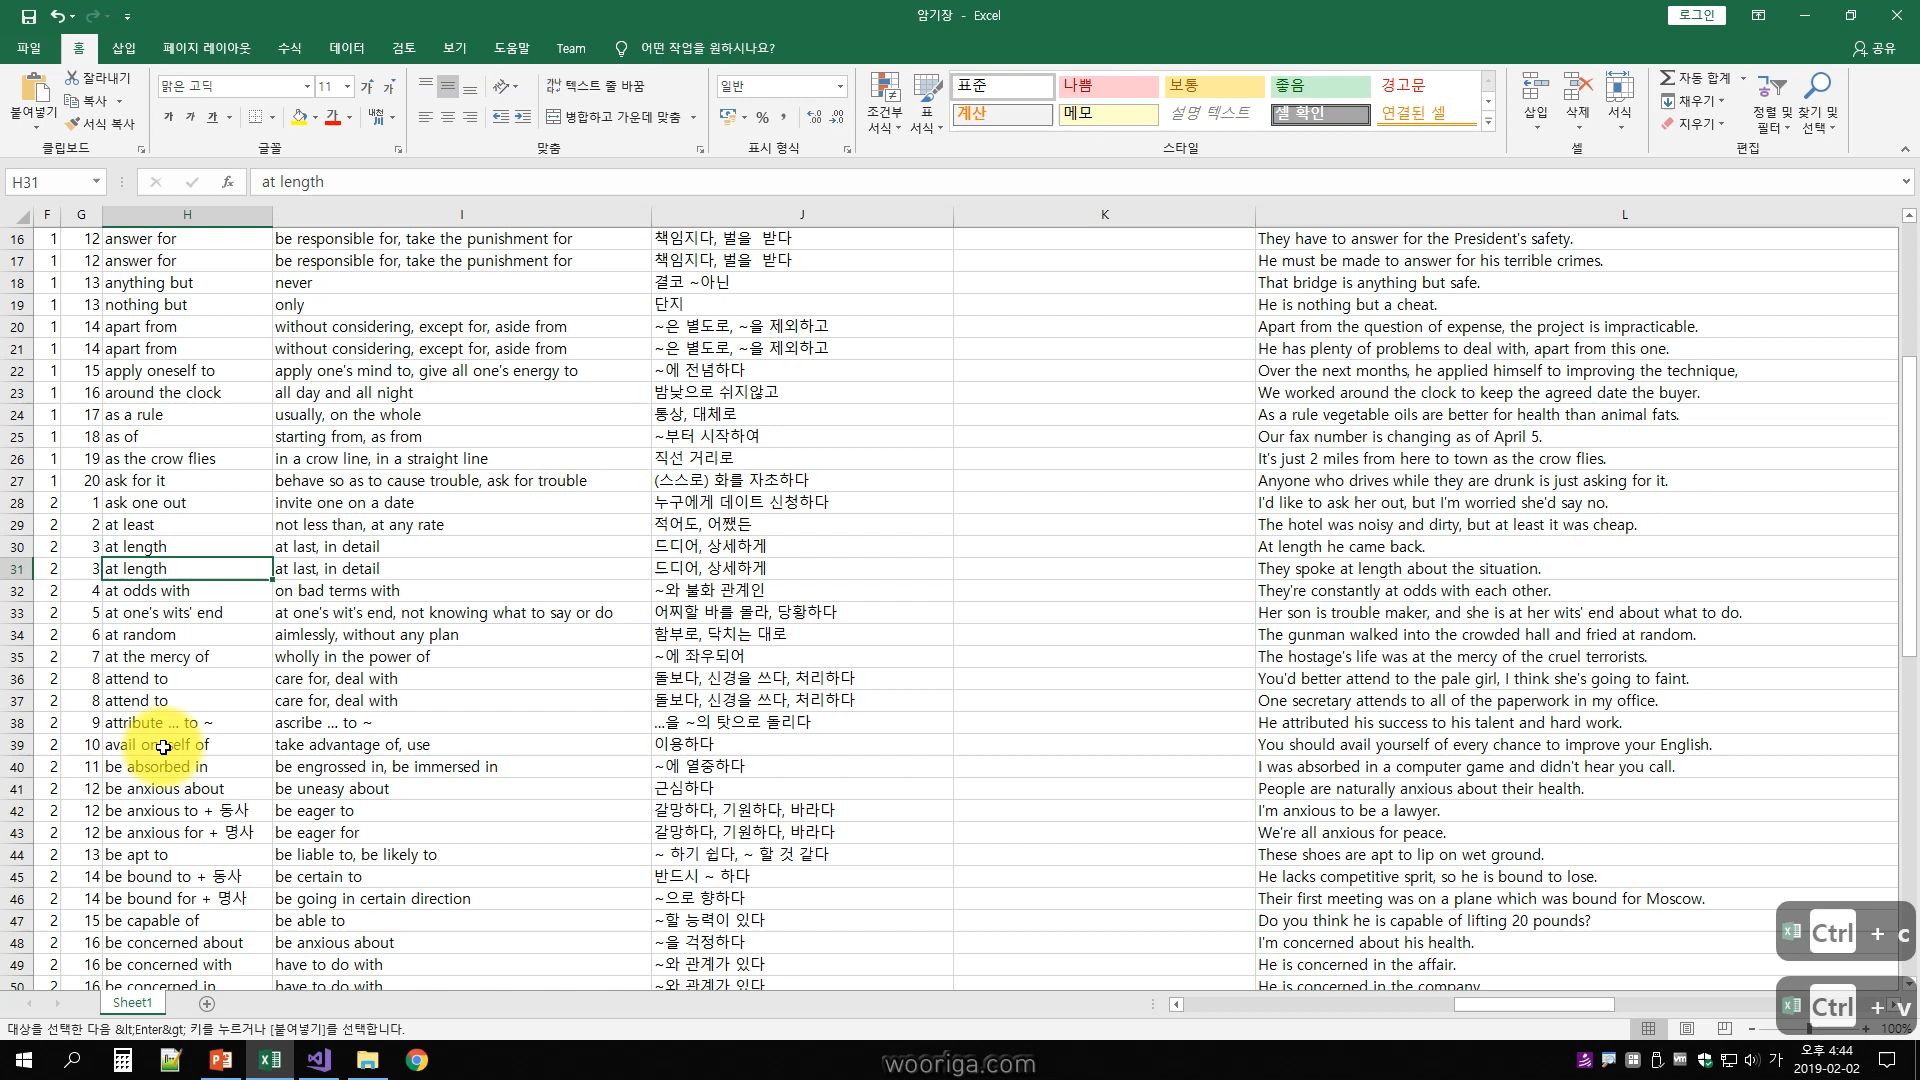 암기장 - Excel
로그인
파일 홈 삽입 페이지 레이아웃 수식 데이터 검토 보기 도움말 Team 어떤 작업을 원하시나요? 공유
붙여넣기 잘라내기 복사 서식 복사 클립보드
맑은 고딕 11 가 가 가 가 가 가 내천 글꼴
텍스트 줄 바꿈 병합하고 가운데 맞춤 맞춤
일반 % 표시 형식
조건부 서식 표 서식 표준 나쁨 보통 좋음 경고문
계산 메모 설명 텍스트 셀 확인 연결된 셀 스타일
삽입 삭제 서식 셀
자동 합계 채우기 지우기 정렬 및 필터 찾기 및 선택 편집
H31 fx at length
F G H I J K L
16 1 12 answer for be responsible for, take the punishment for 책임지다, 벌을 받다 They have to answer for the President's safety.
17 1 12 answer for be responsible for, take the punishment for 책임지다, 벌을 받다 He must be made to answer for his terrible crimes.
18 1 13 anything but never 결코 ~아닌 That bridge is anything but safe.
19 1 13 nothing but only 단지 He is nothing but a cheat.
20 1 14 apart from without considering, except for, aside from ~은 별도로, ~을 제외하고 Apart from the question of expense, the project is impracticable.
21 1 14 apart from without considering, except for, aside from ~은 별도로, ~을 제외하고 He has plenty of problems to deal with, apart from this one.
22 1 15 apply oneself to apply one's mind to, give all one's energy to ~에 전념하다 Over the next months, he applied himself to improving the technique,
23 1 16 around the clock all day and all night 밤낮으로 쉬지않고 We worked around the clock to keep the agreed date the buyer.
24 1 17 as a rule usually, on the whole 통상, 대체로 As a rule vegetable oils are better for health than animal fats.
25 1 18 as of starting from, as from ~부터 시작하여 Our fax number is changing as of April 5.
26 1 19 as the crow flies in a crow line, in a straight line 직선 거리로 It's just 2 miles from here to town as the crow flies.
27 1 20 ask for it behave so as to cause trouble, ask for trouble (스스로) 화를 자초하다 Anyone who drives while they are drunk is just asking for it.
28 2 1 ask one out invite one on a date 누구에게 데이트 신청하다 I'd like to ask her out, but I'm worried she'd say no.
29 2 2 at least not less than, at any rate 적어도, 어쨌든 The hotel was noisy and dirty, but at least it was cheap.
30 2 3 at length at last, in detail 드디어, 상세하게 At length he came back.
31 2 3 at length at last, in detail 드디어, 상세하게 They spoke at length about the situation.
32 2 4 at odds with on bad terms with ~와 불화 관계인 They're constantly at odds with each other.
33 2 5 at one's wits' end at one's wit's end, not knowing what to say or do 어찌할 바를 몰라, 당황하다 Her son is trouble maker, and she is at her wits' end about what to do.
34 2 6 at random aimlessly, without any plan 함부로, 닥치는 대로 The gunman walked into the crowded hall and fried at random.
35 2 7 at the mercy of wholly in the power of ~에 좌우되어 The hostage's life was at the mercy of the cruel terrorists.
36 2 8 attend to care for, deal with 돌보다, 신경을 쓰다, 처리하다 You'd better attend to the pale girl, I think she's going to faint.
37 2 8 attend to care for, deal with 돌보다, 신경을 쓰다, 처리하다 One secretary attends to all of the paperwork in my office.
38 2 9 attribute ... to ~ ascribe ... to ~ ...을 ~의 탓으로 돌리다 He attributed his success to his talent and hard work.
39 2 10 avail oneself of take advantage of, use 이용하다 You should avail yourself of every chance to improve your English.
40 2 11 be absorbed in be engrossed in, be immersed in ~에 열중하다 I was absorbed in a computer game and didn't hear you call.
41 2 12 be anxious about be uneasy about 근심하다 People are naturally anxious about their health.
42 2 12 be anxious to + 동사 be eager to 갈망하다, 기원하다, 바라다 I'm anxious to be a lawyer.
43 2 12 be anxious for + 명사 be eager for 갈망하다, 기원하다, 바라다 We're all anxious for peace.
44 2 13 be apt to be liable to, be likely to ~ 하기 쉽다, ~ 할 것 같다 These shoes are apt to lip on wet ground.
45 2 14 be bound to + 동사 be certain to 반드시 ~ 하다 He lacks competitive sprit, so he is bound to lose.
46 2 14 be bound for + 명사 be going in certain direction ~으로 향하다 Their first meeting was on a plane which was bound for Moscow.
47 2 15 be capable of be able to ~할 능력이 있다 Do you think he is capable of lifting 20 pounds?
48 2 16 be concerned about be anxious about ~을 걱정하다 I'm concerned about his health.
49 2 16 be concerned with have to do with ~와 관계가 있다 He is concerned in the affair.
50 2 16 be concerned in have to do with ~와 관계가 있다 He is concerned in the company
Ctrl + c
Ctrl + v
Sheet1
대상을 선택한 다음 &lt;Enter&gt; 키를 누르거나 [붙여넣기]를 선택합니다.
100%
wooriga.com
가
오후 4:44
2019-02-02